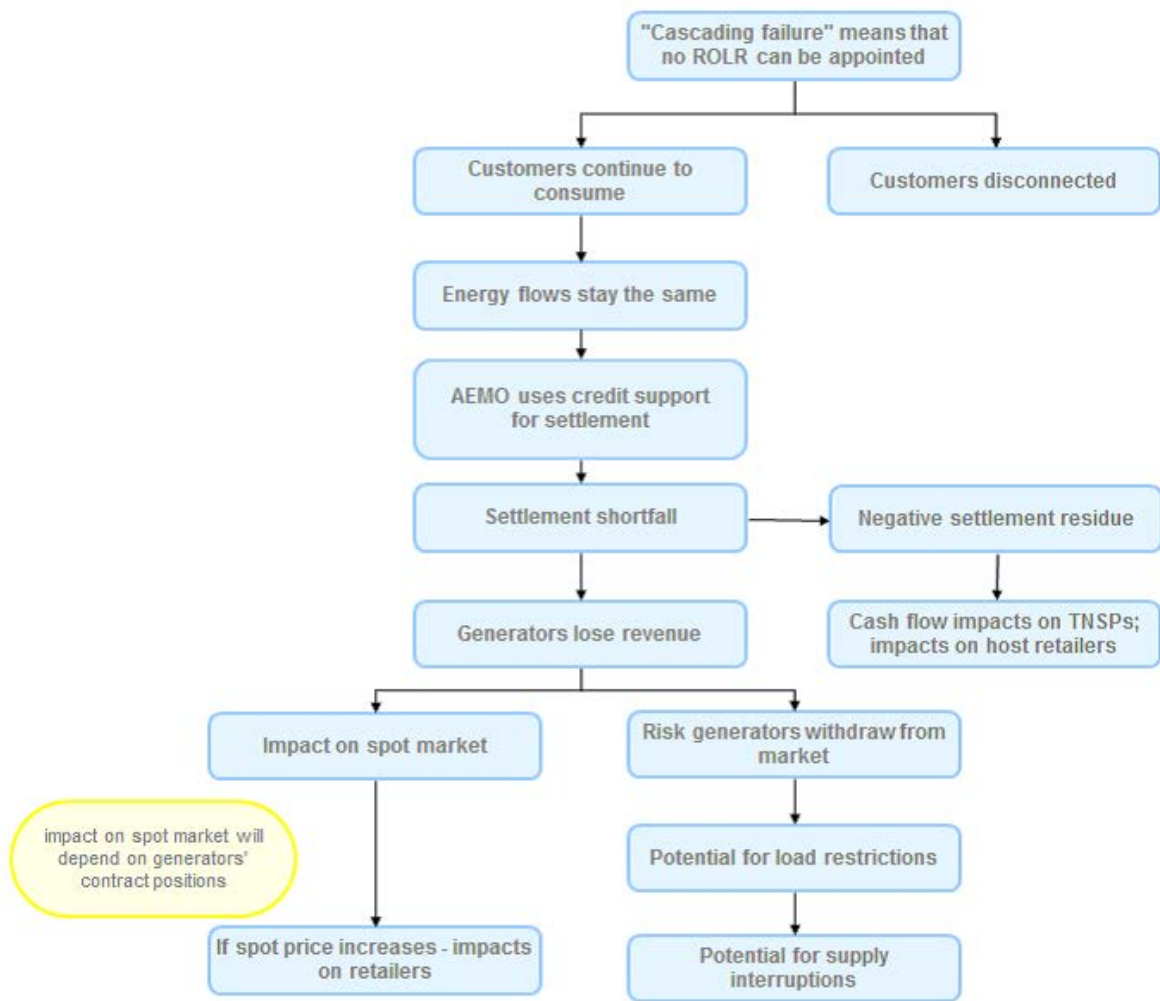 "Cascading failure" means that
no ROLR can be appointed
Customers continue to
consume
Customers disconnected
Energy flows stay the same
AEMO uses credit support
for settlement
Settlement shortfall
Negative settlement residue
Generators lose revenue
Cash flow impacts on TNSPs;
impacts on host retailers
Impact on spot market
Risk generators withdraw from
market
impact on spot market will
depend on generators'
contract positions
Potential for load restrictions
If spot price increases - impacts
on retailers
Potential for supply
interruptions